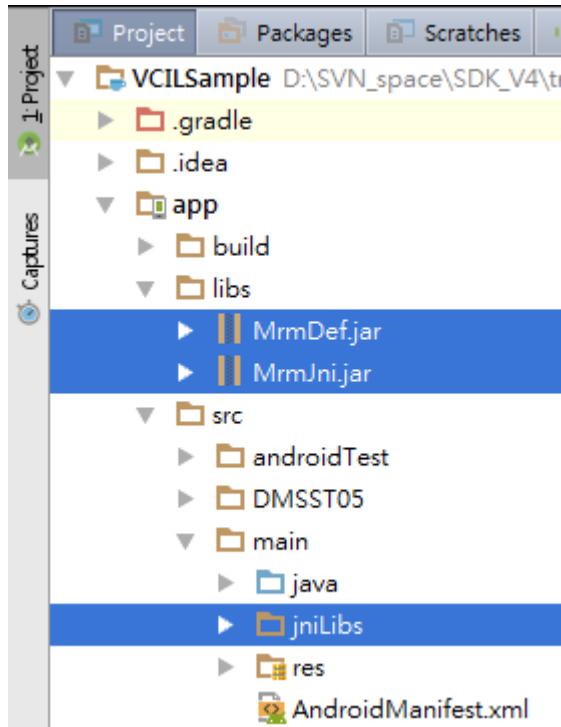 Project Packages Scratches
VCILSample D:\SVN_space\SDK_V4\t
.gradle
.idea
app
build
libs
MrmDef.jar
MrmJni.jar
src
androidTest
DMSST05
main
java
jniLibs
res
AndroidManifest.xml
1: Project
Captures